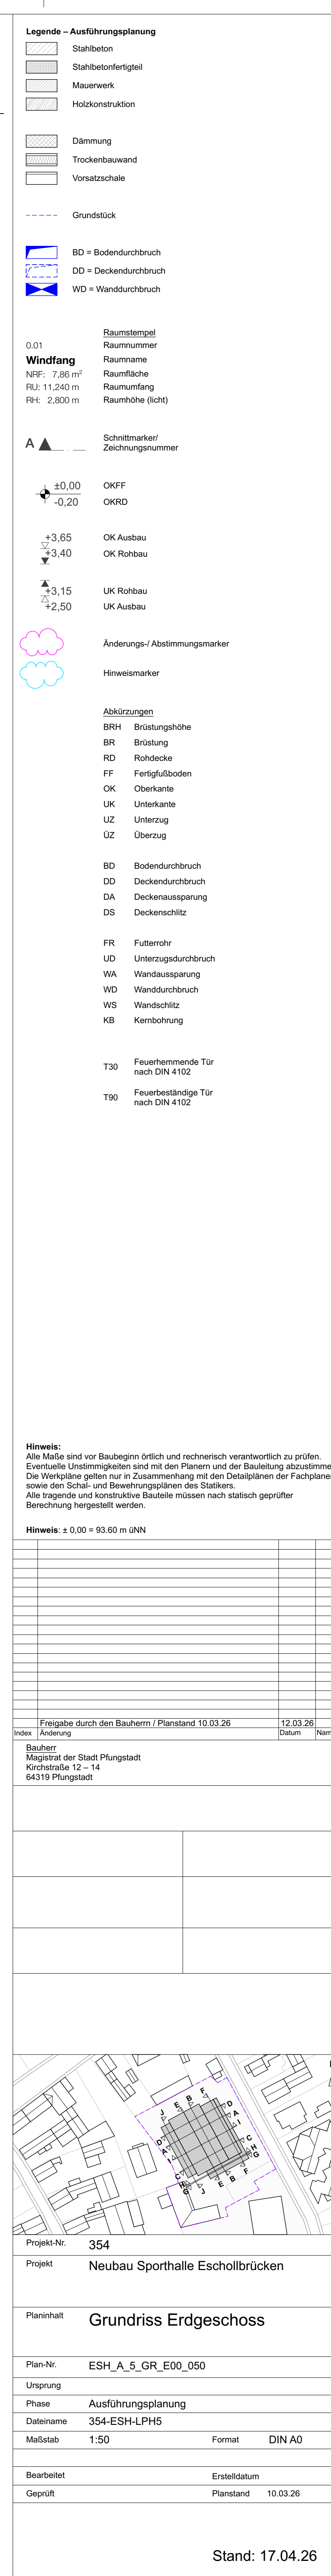 Legende – Ausführungsplanung
Stahlbeton
Stahlbetonfertigteil
Mauerwerk
Holzkonstruktion
Dämmung
Trockenbauwand
Vorsatzschale
Grundstück
BD = Bodendurchbruch
DD = Deckendurchbruch
WD = Wanddurchbruch
Raumstempel
0.01 Raumnummer
Windfang Raumname
NRF: 7,86 m² Raumfläche
RU: 11,240 m Raumumfang
RH: 2,800 m Raumhöhe (licht)
A Schnittmarker/
Zeichnungsnummer
±0,00 OKFF
-0,20 OKRD
+3,65 OK Ausbau
+3,40 OK Rohbau
+3,15 UK Rohbau
+2,50 UK Ausbau
Änderungs-/ Abstimmungsmarker
Hinweismarker
Abkürzungen
BRH Brüstungshöhe
BR Brüstung
RD Rohdecke
FF Fertigfußboden
OK Oberkante
UK Unterkante
UZ Unterzug
ÜZ Überzug
BD Bodendurchbruch
DD Deckendurchbruch
DA Deckenaussparung
DS Deckenschlitz
FR Futterrohr
UD Unterzugsdurchbruch
WA Wandaussparung
WD Wanddurchbruch
WS Wandschlitz
KB Kernbohrung
T30 Feuerhemmende Tür
nach DIN 4102
T90 Feuerbeständige Tür
nach DIN 4102
Hinweis:
Alle Maße sind vor Baubeginn örtlich und rechnerisch verantwortlich zu prüfen.
Eventuelle Unstimmigkeiten sind mit den Planern und der Bauleitung abzustimme
Die Werkpläne gelten nur in Zusammenhang mit den Detailplänen der Fachplane
sowie den Schal- und Bewehrungsplänen des Statikers.
Alle tragende und konstruktive Bauteile müssen nach statisch geprüfter
Berechnung hergestellt werden.
Hinweis: ± 0,00 = 93.60 m üNN
Freigabe durch den Bauherrn / Planstand 10.03.26 12.03.26
Index Änderung Datum Nam
Bauherr
Magistrat der Stadt Pfungstadt
Kirchstraße 12 – 14
64319 Pfungstadt
J E B F
D A I
C H G
D A I
C H G
J E B F
Projekt-Nr. 354
Projekt Neubau Sporthalle Eschollbrücken
Planinhalt Grundriss Erdgeschoss
Plan-Nr. ESH_A_5_GR_E00_050
Ursprung
Phase Ausführungsplanung
Dateiname 354-ESH-LPH5
Maßstab 1:50 Format DIN A0
Bearbeitet Erstelldatum
Geprüft Planstand 10.03.26
Stand: 17.04.26